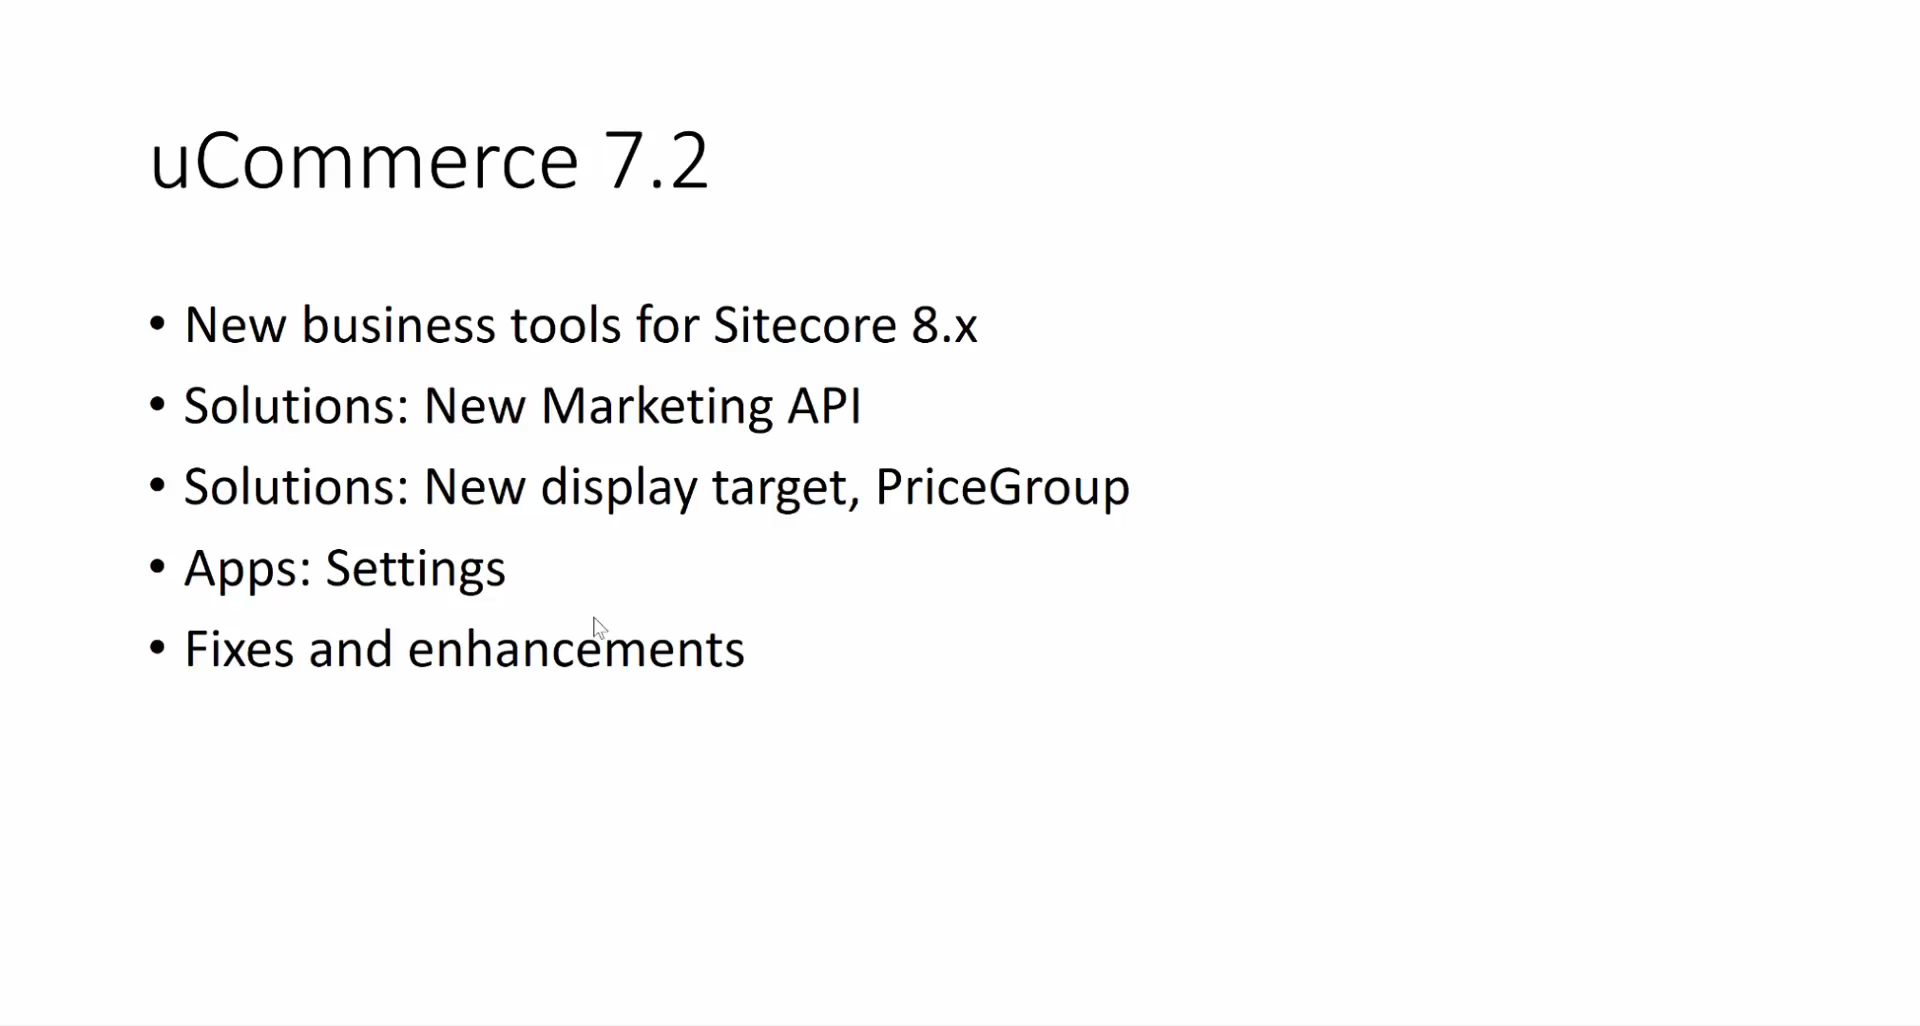 uCommerce 7.2
• New business tools for Sitecore 8.x
• Solutions: New Marketing API
• Solutions: New display target, PriceGroup
• Apps: Settings
• Fixes and enhancements